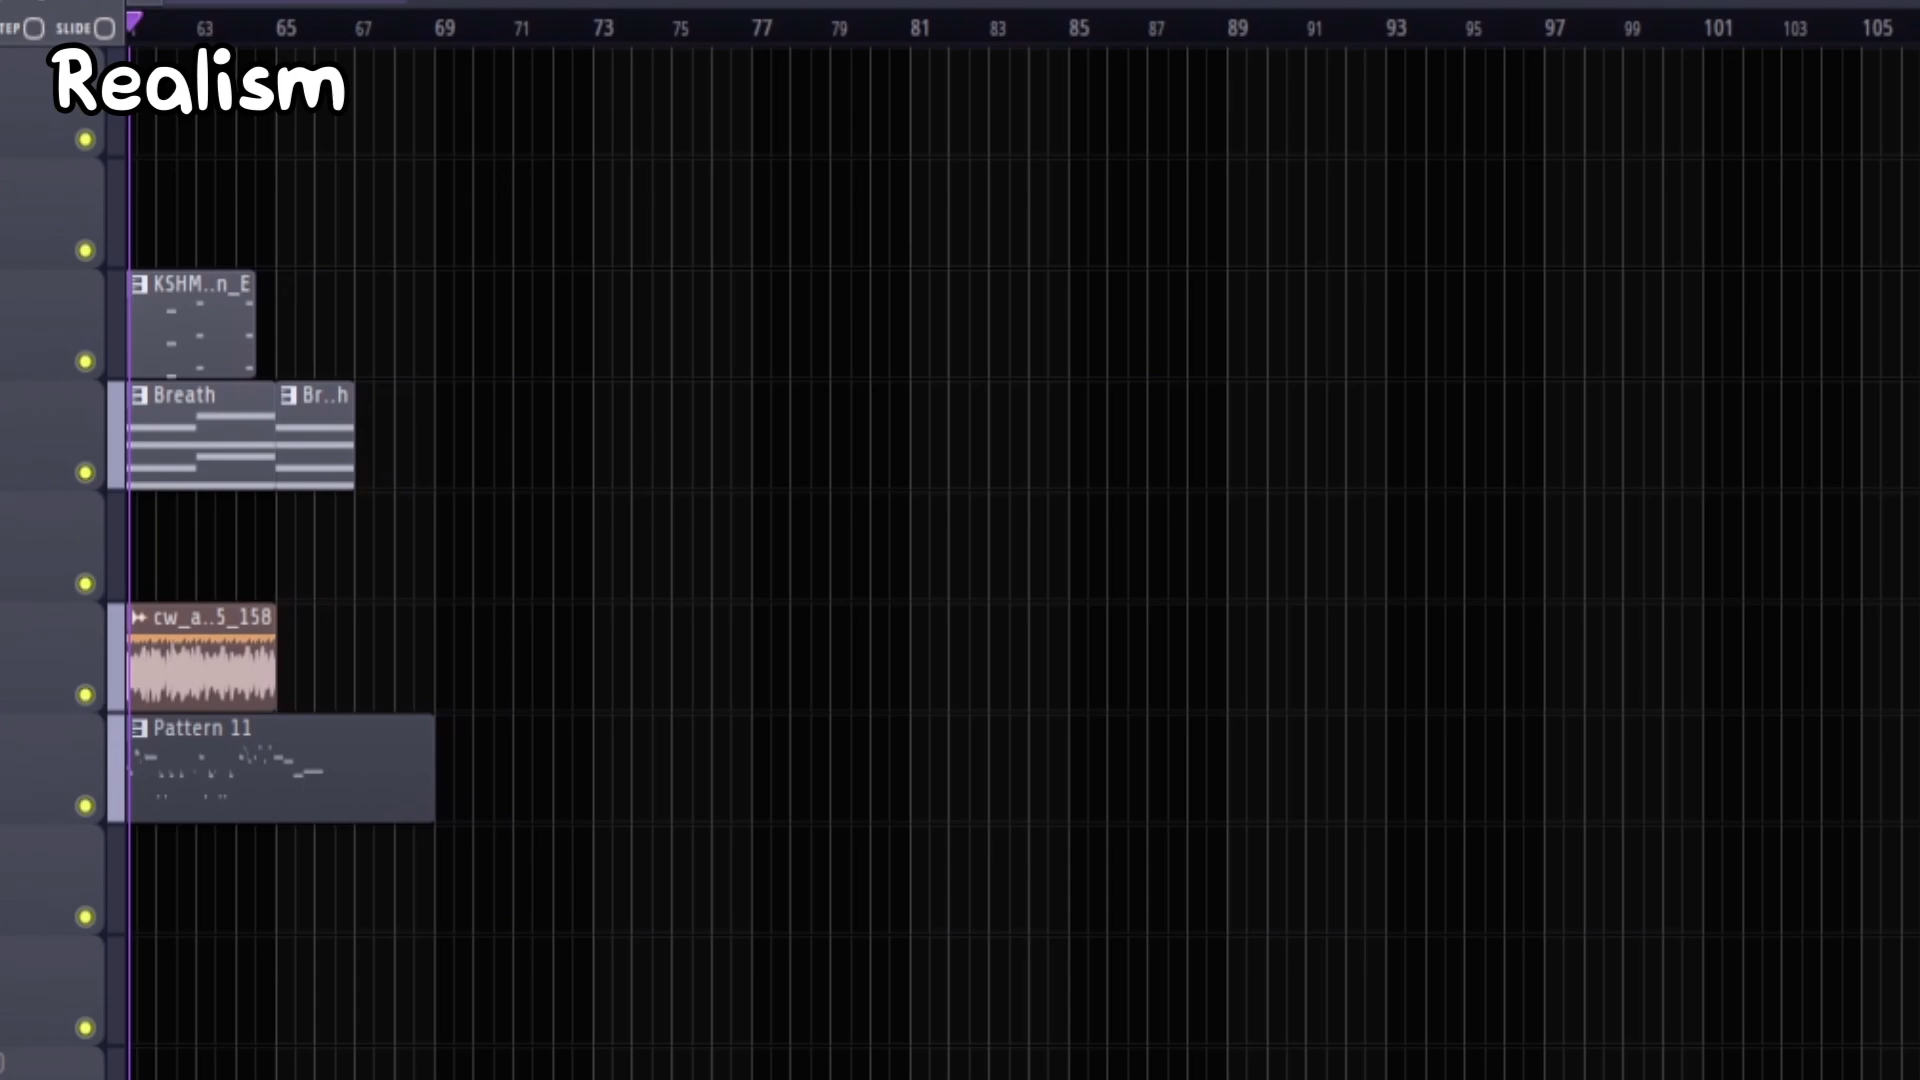 TEP SLIDE 63 65 67 69 71 73 75 77 79 81 83 85 87 89 91 93 95 97 99 101 103 105
Realism
KSHM..n_E
Breath Br..h
cw_a..5_158
Pattern 11